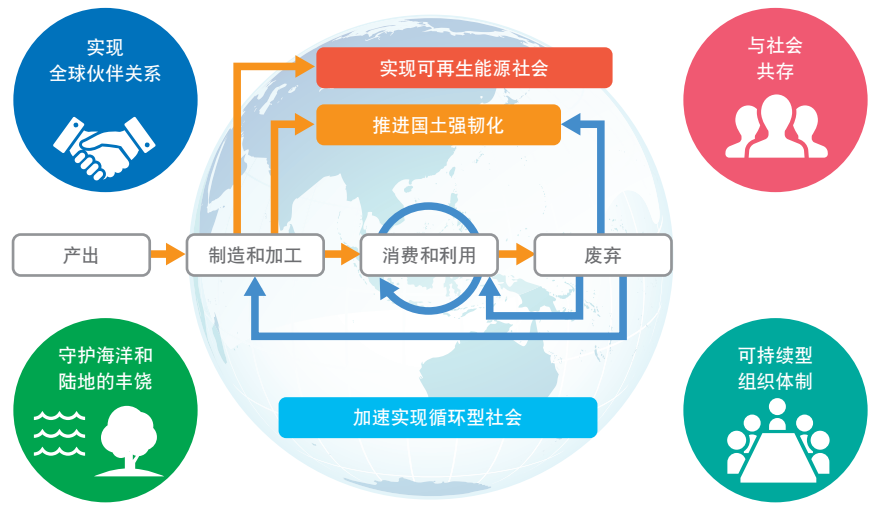 实现
全球伙伴关系
与社会
共存
实现可再生能源社会
推进国土强韧化
产出
制造和加工
消费和利用
废弃
守护海洋和
陆地的丰饶
可持续型
组织体制
加速实现循环型社会